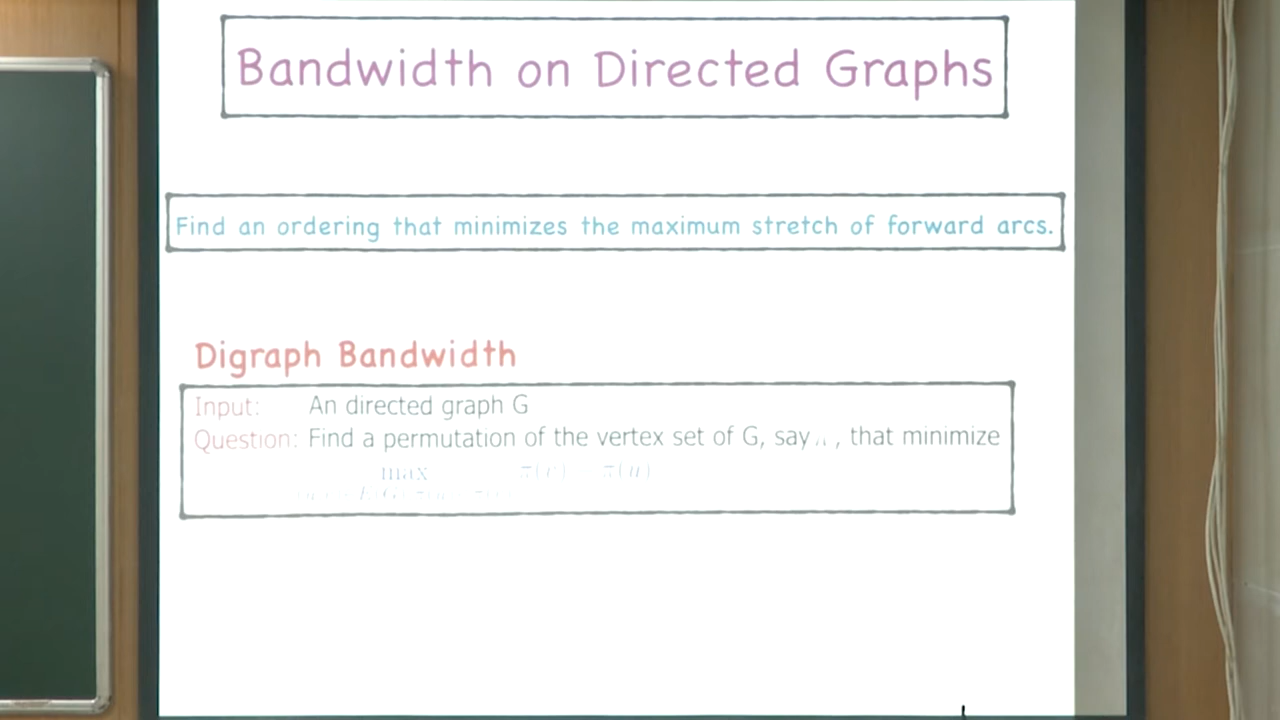 Bandwidth on Directed Graphs
Find an ordering that minimizes the maximum stretch of forward arcs.
Digraph Bandwidth
Input: An directed graph G
Question: Find a permutation of the vertex set of G, say , that minimize
max π(v) π(u)